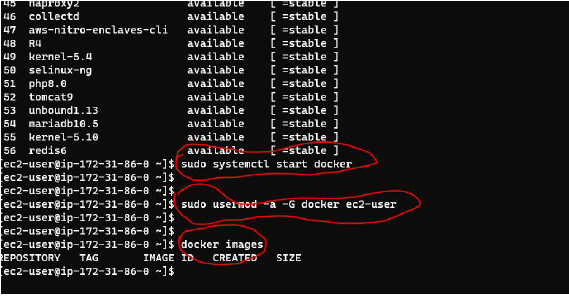 45 haproxy2 available [ =stable ]
46 collectd available [ =stable ]
47 aws-nitro-enclaves-cli available [ =stable ]
48 R4 available [ =stable ]
49 kernel-5.4 available [ =stable ]
50 selinux-ng available [ =stable ]
51 php8.0 available [ =stable ]
52 tomcat9 available [ =stable ]
53 unbound1.13 available [ =stable ]
54 mariadb10.5 available [ =stable ]
55 kernel-5.10 available [ =stable ]
56 redis6 available [ =stable ]
[ec2-user@ip-172-31-86-0 ~]$ sudo systemctl start docker
[ec2-user@ip-172-31-86-0 ~]$
[ec2-user@ip-172-31-86-0 ~]$
[ec2-user@ip-172-31-86-0 ~]$ sudo usermod -a -G docker ec2-user
[ec2-user@ip-172-31-86-0 ~]$
[ec2-user@ip-172-31-86-0 ~]$
[ec2-user@ip-172-31-86-0 ~]$ docker images
REPOSITORY TAG IMAGE ID CREATED SIZE
[ec2-user@ip-172-31-86-0 ~]$